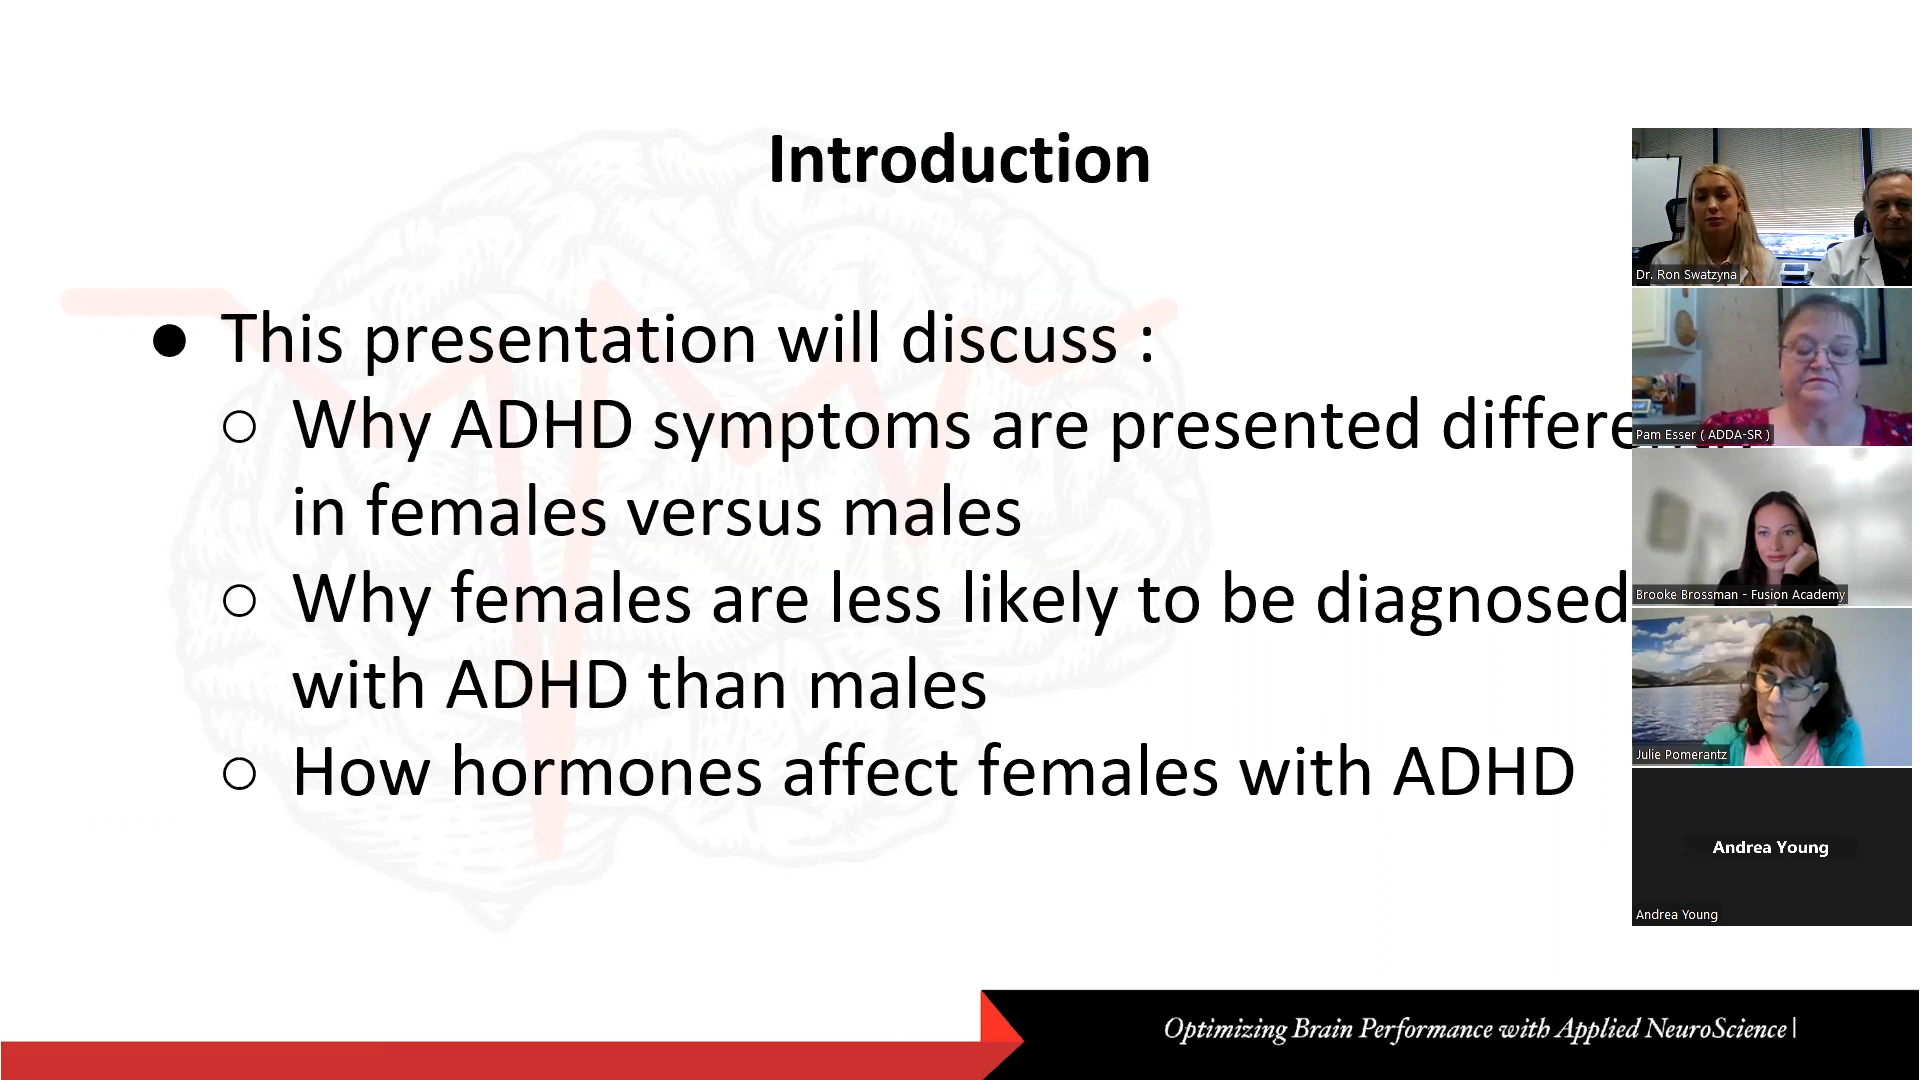 Introduction
● This presentation will discuss :
○ Why ADHD symptoms are presented
in females versus males
○ Why females are less likely to be diagnosed
with ADHD than males
○ How hormones affect females with ADHD
Dr. Ron Swatzyna
Pam Esser ( ADDA-SR )
Brooke Brossman - Fusion Academy
Julie Pomerantz
Andrea Young
Andrea Young
Optimizing Brain Performance with Applied NeuroScience |